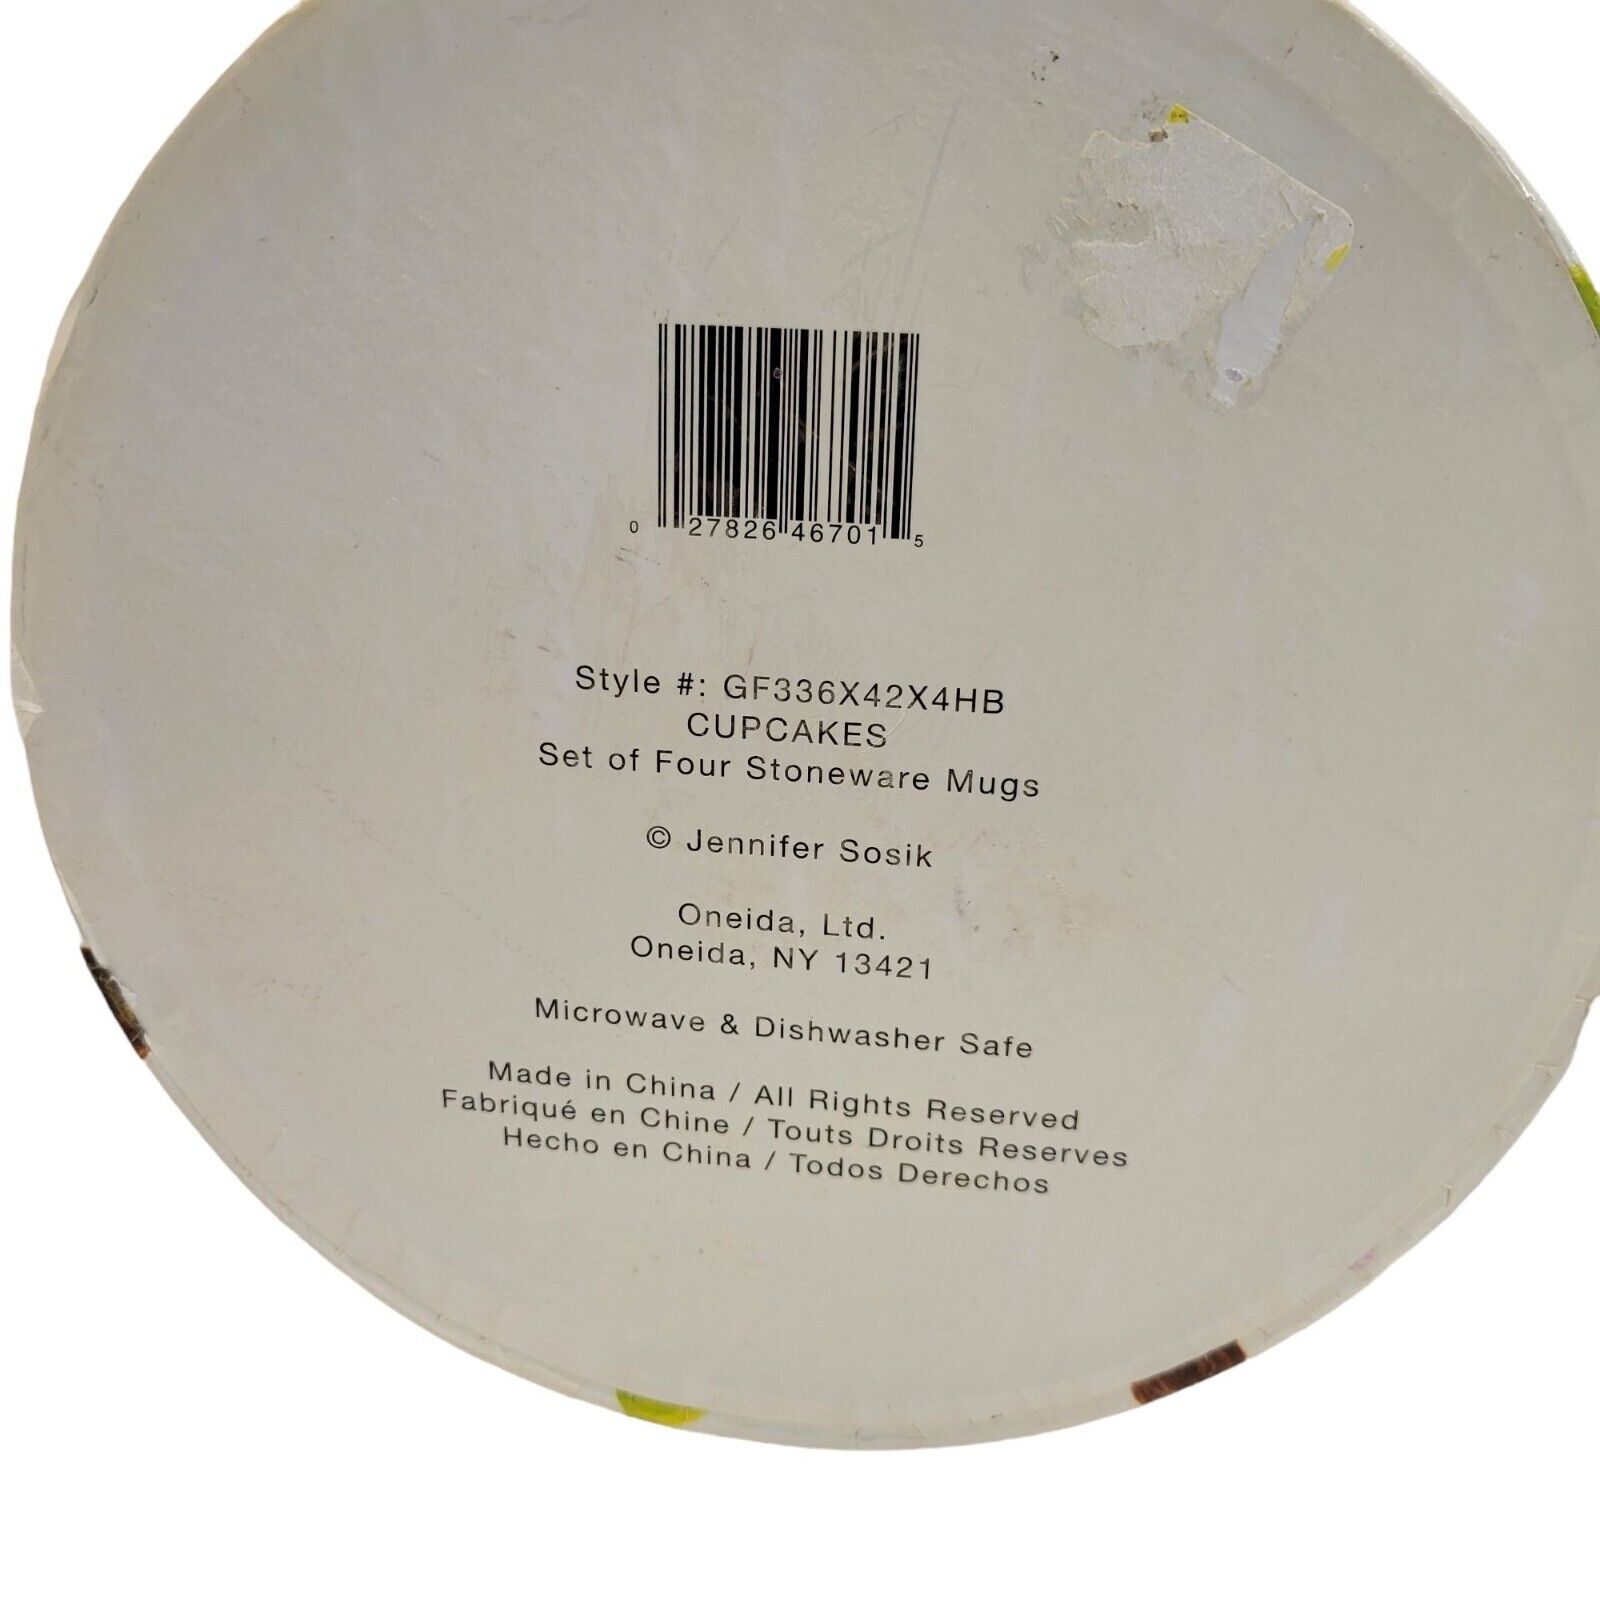 0 27826 46701 5
Style #: GF336X42X4HB
CUPCAKES
Set of Four Stoneware Mugs
© Jennifer Sosik
Oneida, Ltd.
Oneida, NY 13421
Microwave & Dishwasher Safe
Made in China / All Rights Reserved
Fabriqué en Chine / Touts Droits Reserves
Hecho en China / Todos Derechos